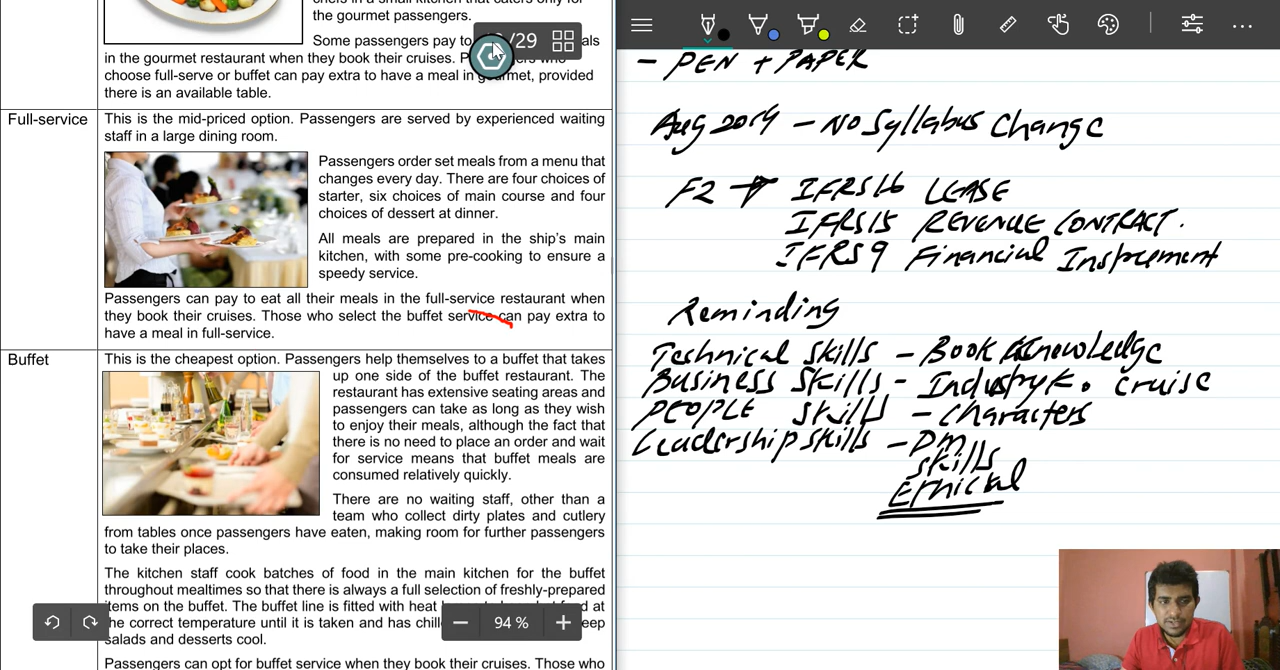 chefs in a small kitchen that caters only for
the gourmet passengers.
Some passengers pay to
in the gourmet restaurant when they book their cruises.
choose full-serve or buffet can pay extra to have a meal in gourmet, provided
there is an available table.
/29
Full-service
This is the mid-priced option. Passengers are served by experienced waiting
staff in a large dining room.
Passengers order set meals from a menu that
changes every day. There are four choices of
starter, six choices of main course and four
choices of dessert at dinner.
All meals are prepared in the ship's main
kitchen, with some pre-cooking to ensure a
speedy service.
Passengers can pay to eat all their meals in the full-service restaurant when
they book their cruises. Those who select the buffet service can pay extra to
have a meal in full-service.
Buffet
This is the cheapest option. Passengers help themselves to a buffet that takes
up one side of the buffet restaurant. The
restaurant has extensive seating areas and
passengers can take as long as they wish
to enjoy their meals, although the fact that
there is no need to place an order and wait
for service means that buffet meals are
consumed relatively quickly.
There are no waiting staff, other than a
team who collect dirty plates and cutlery
from tables once passengers have eaten, making room for further passengers
to take their places.
The kitchen staff cook batches of food in the main kitchen for the buffet
throughout mealtimes so that there is always a full selection of freshly-prepared
items on the buffet. The buffet line is fitted with heat
the correct temperature until it is taken and has
salads and desserts cool.
Passengers can opt for buffet service when they book their cruises. Those who
94 %
- PEN + PAPER
Aug 2019 - No Syllabus Change
F2 → IFRS16 LEASE
IFRS15 REVENUE CONTRACT.
IFRS9 Financial Instrument
Reminding
Technical skills - Book Knowledge
Business skills - Industry K. cruise
PEOPLE skills - characters
Leadership skills - DM
skills
Ethical